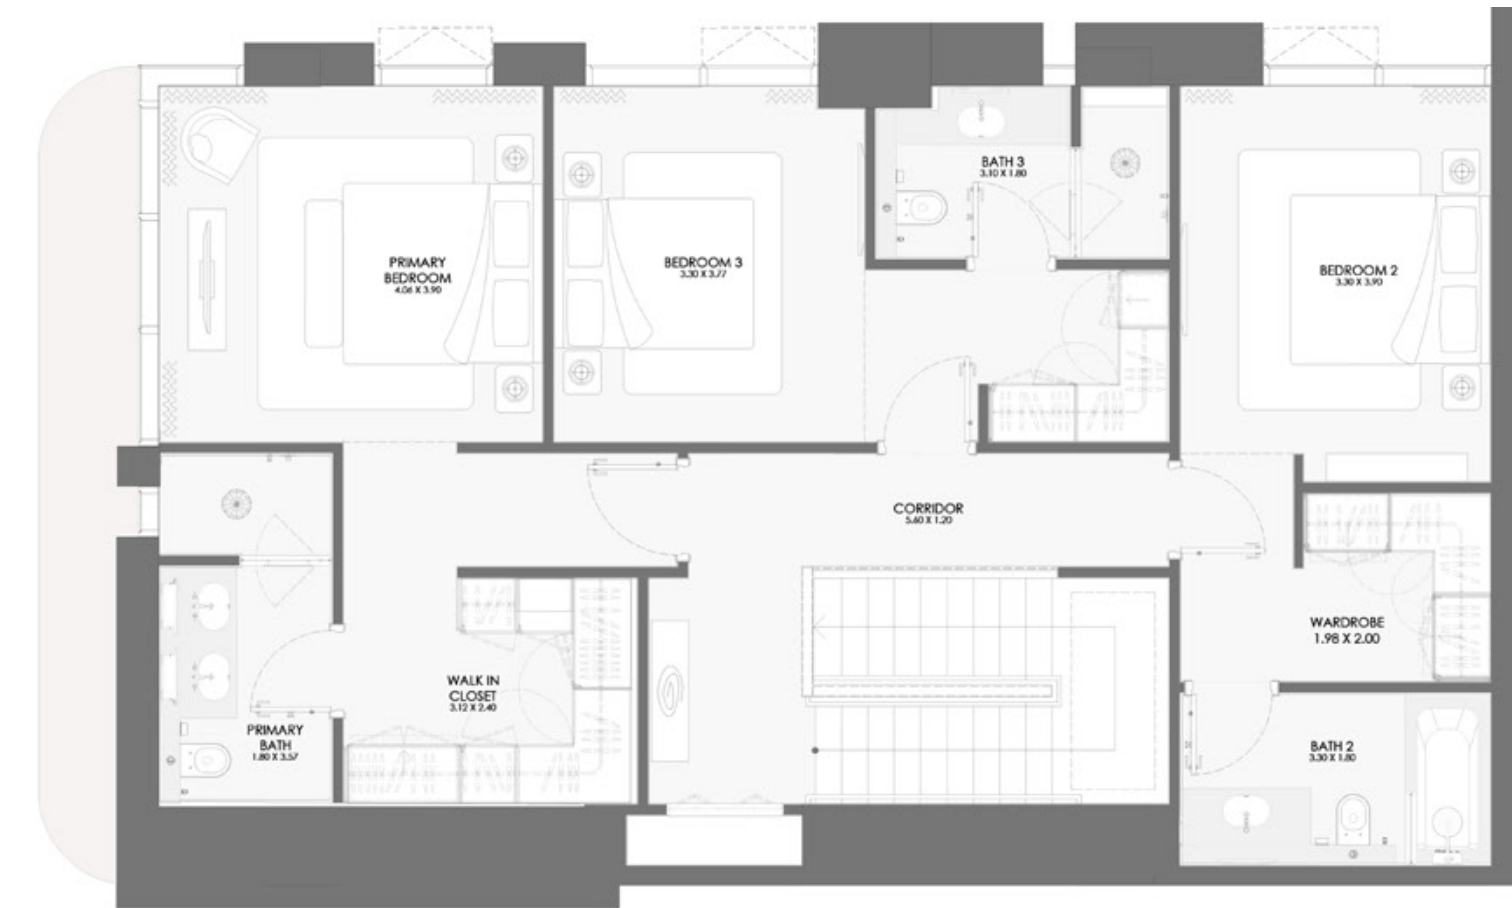 BATH 3
3.10 X 1.80
PRIMARY
BEDROOM
4.06 X 3.90
BEDROOM 3
3.30 X 3.77
BEDROOM 2
3.30 X 3.90
CORRIDOR
5.60 X 1.20
WARDROBE
1.98 X 2.00
WALK IN
CLOSET
3.12 X 2.40
PRIMARY
BATH
1.80 X 3.57
BATH 2
3.30 X 1.80